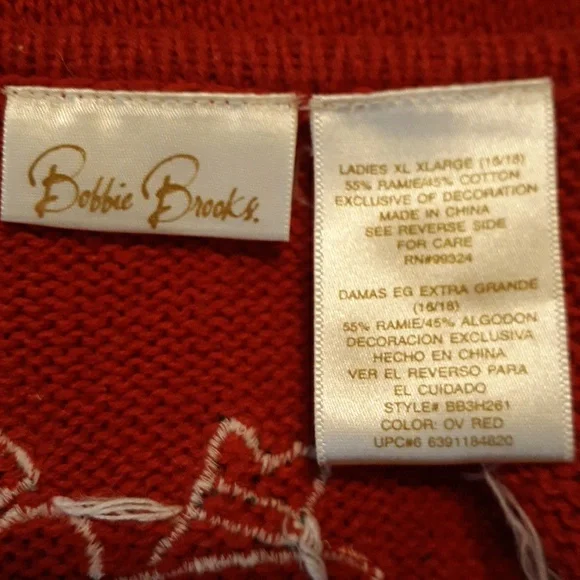 Bobbie Brooks.
LADIES XL XLARGE (16/18)
55% RAMIE/45% COTTON
EXCLUSIVE OF DECORATION
MADE IN CHINA
SEE REVERSE SIDE
FOR CARE
RN#99324
DAMAS EG EXTRA GRANDE
(16/18)
55% RAMIE/45% ALGODON
DECORACION EXCLUSIVA
HECHO EN CHINA
VER EL REVERSO PARA
EL CUIDADO
STYLE# BB3H261
COLOR: OV RED
UPC#6 6391184820